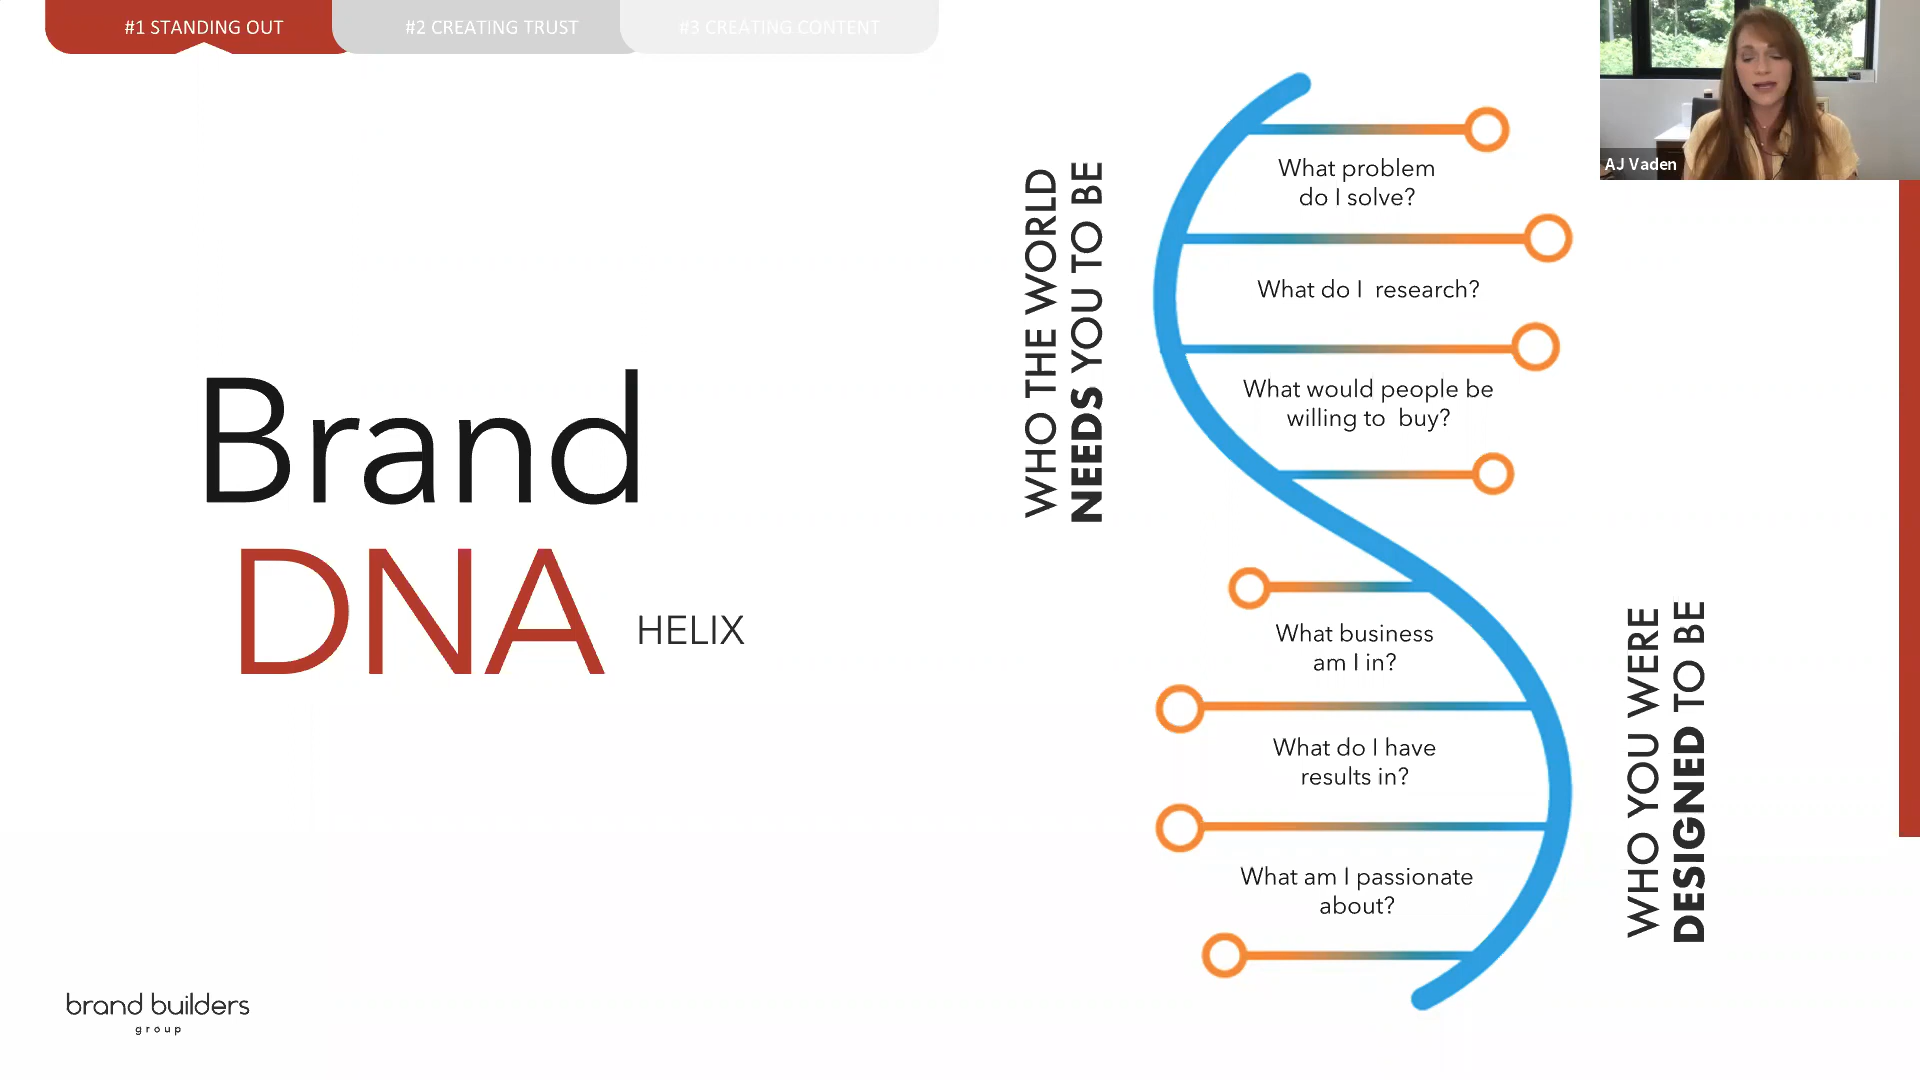 #1 STANDING OUT
#2 CREATING TRUST
#3 CREATING CONTENT
AJ Vaden
Brand
DNA HELIX
WHO THE WORLD
NEEDS YOU TO BE
What problem
do I solve?
What do I research?
What would people be
willing to buy?
What business
am I in?
What do I have
results in?
What am I passionate
about?
WHO YOU WERE
DESIGNED TO BE
brand builders
group